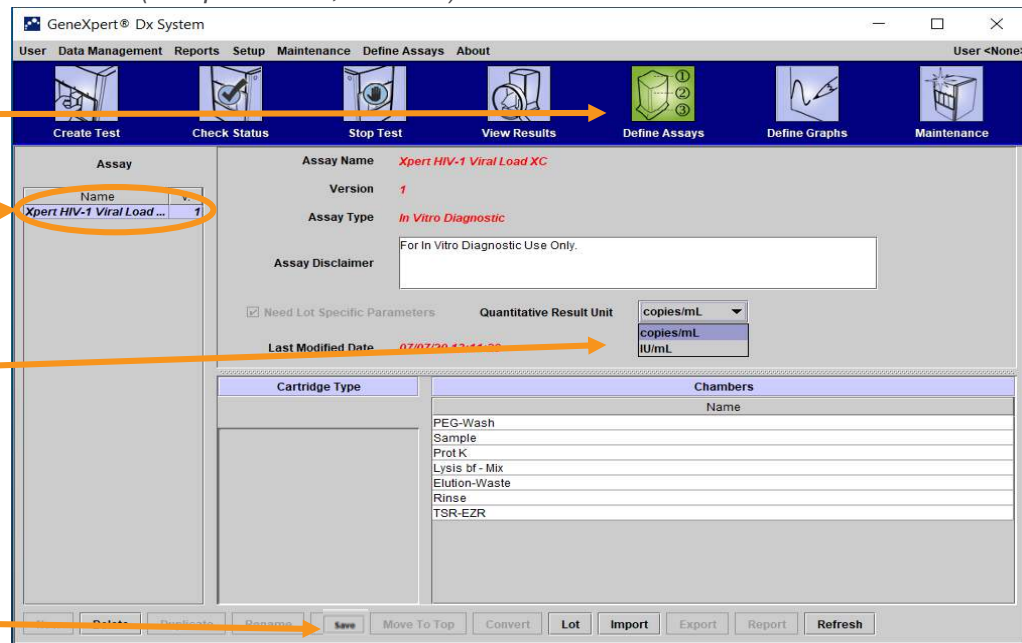 GeneXpert® Dx System
User Data Management Reports Setup Maintenance Define Assays About User <None>
Create Test Check Status Stop Test View Results Define Assays Define Graphs Maintenance
Assay
Name V.
Xpert HIV-1 Viral Load ... 1
Assay Name Xpert HIV-1 Viral Load XC
Version 1
Assay Type In Vitro Diagnostic
Assay Disclaimer For In Vitro Diagnostic Use Only.
Need Lot Specific Parameters Quantitative Result Unit copies/mL
copies/mL
IU/mL
Last Modified Date
Cartridge Type Chambers
Name
PEG-Wash
Sample
Prot K
Lysis bf - Mix
Elution-Waste
Rinse
TSR-EZR
Delete Duplicate Rename Save Move To Top Convert Lot Import Export Report Refresh